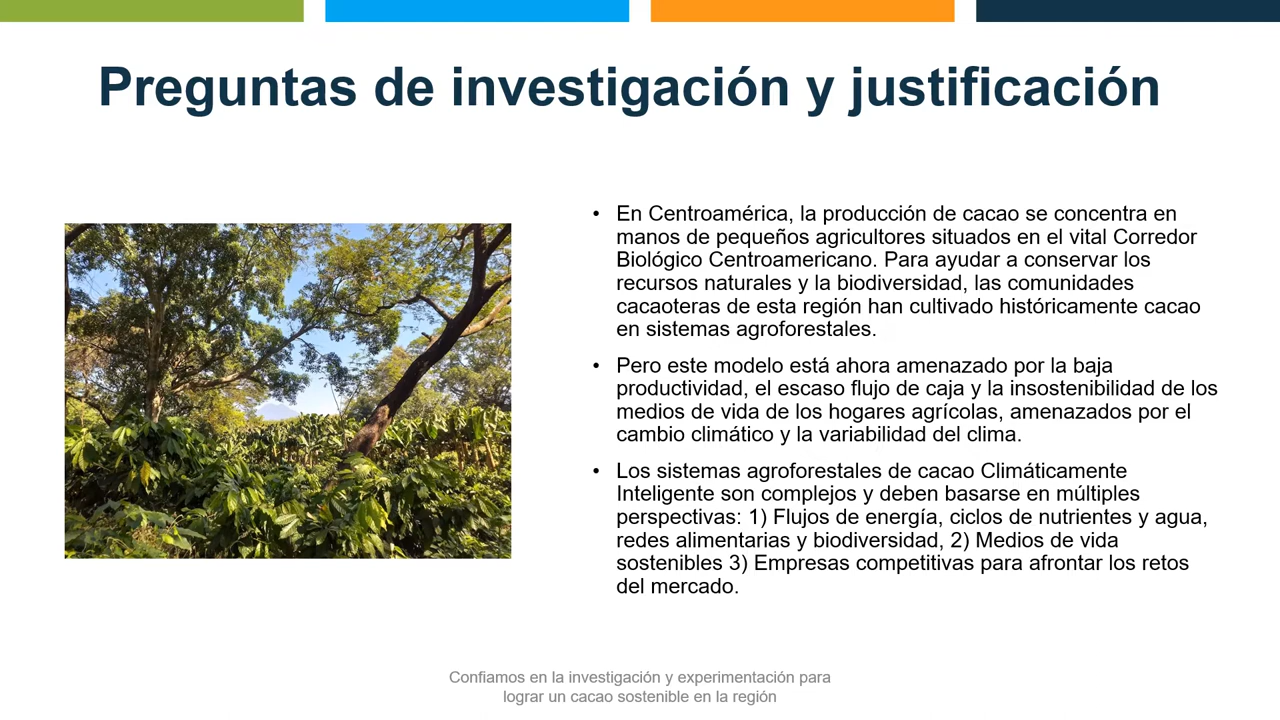 Preguntas de investigación y justificación
• En Centroamérica, la producción de cacao se concentra en
manos de pequeños agricultores situados en el vital Corredor
Biológico Centroamericano. Para ayudar a conservar los
recursos naturales y la biodiversidad, las comunidades
cacaoteras de esta región han cultivado históricamente cacao
en sistemas agroforestales.
• Pero este modelo está ahora amenazado por la baja
productividad, el escaso flujo de caja y la insostenibilidad de los
medios de vida de los hogares agrícolas, amenazados por el
cambio climático y la variabilidad del clima.
• Los sistemas agroforestales de cacao Climáticamente
Inteligente son complejos y deben basarse en múltiples
perspectivas: 1) Flujos de energía, ciclos de nutrientes y agua,
redes alimentarias y biodiversidad, 2) Medios de vida
sostenibles 3) Empresas competitivas para afrontar los retos
del mercado.
Confiamos en la investigación y experimentación para
lograr un cacao sostenible en la región